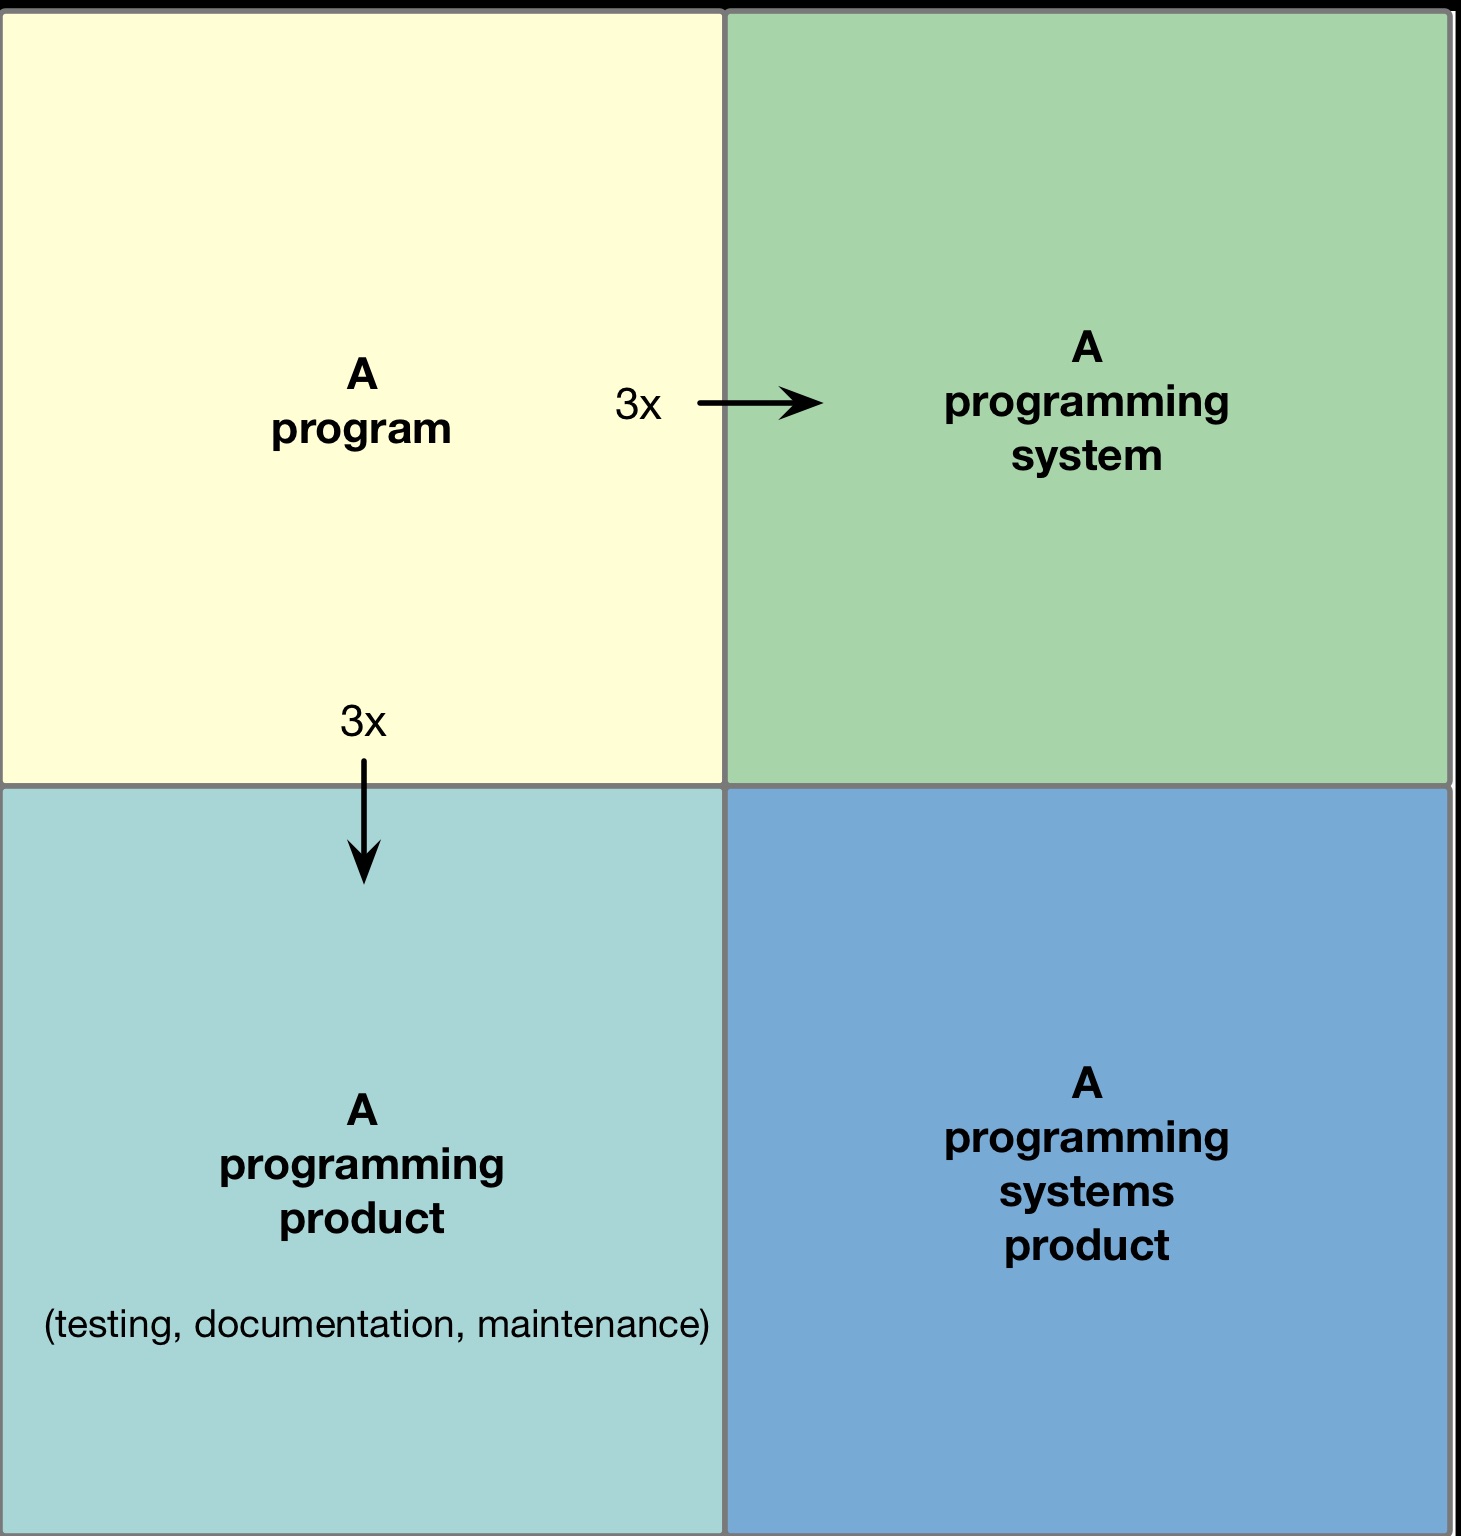 A
program
3x
A
programming
system
3x
A
programming
product
(testing, documentation, maintenance)
A
programming
systems
product